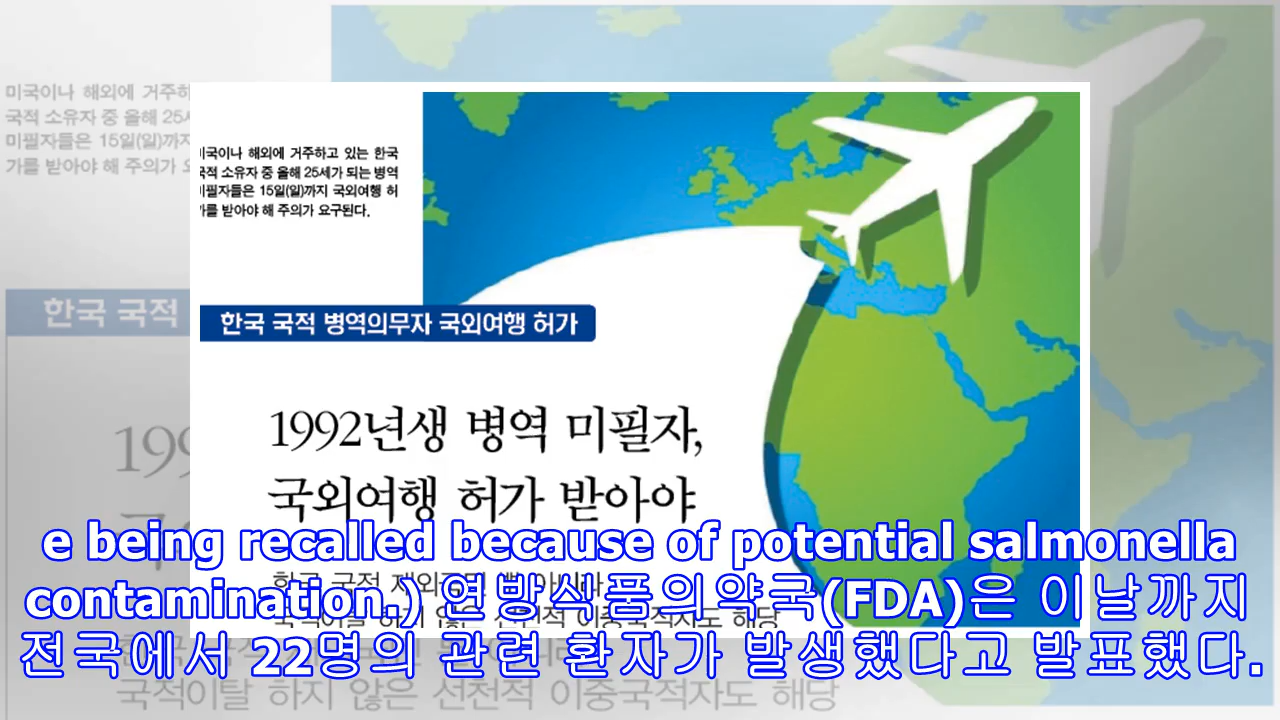 미국이나 해외에 거주하고 있는 한국
국적 소유자 중 올해 25세가 되는 병역
미필자들은 15일(일)까지 국외여행 허
가를 받아야 해 주의가 요구된다.
한국 국적 병역의무자 국외여행 허가
1992년생 병역 미필자,
국외여행 허가 받아야
e being recalled because of potential salmonella
contamination.) 연방식품의약국(FDA)은 이날까지
전국에서 22명의 관련 환자가 발생했다고 발표했다.
국적이탈 하지 않은 선천적 이중국적자도 해당